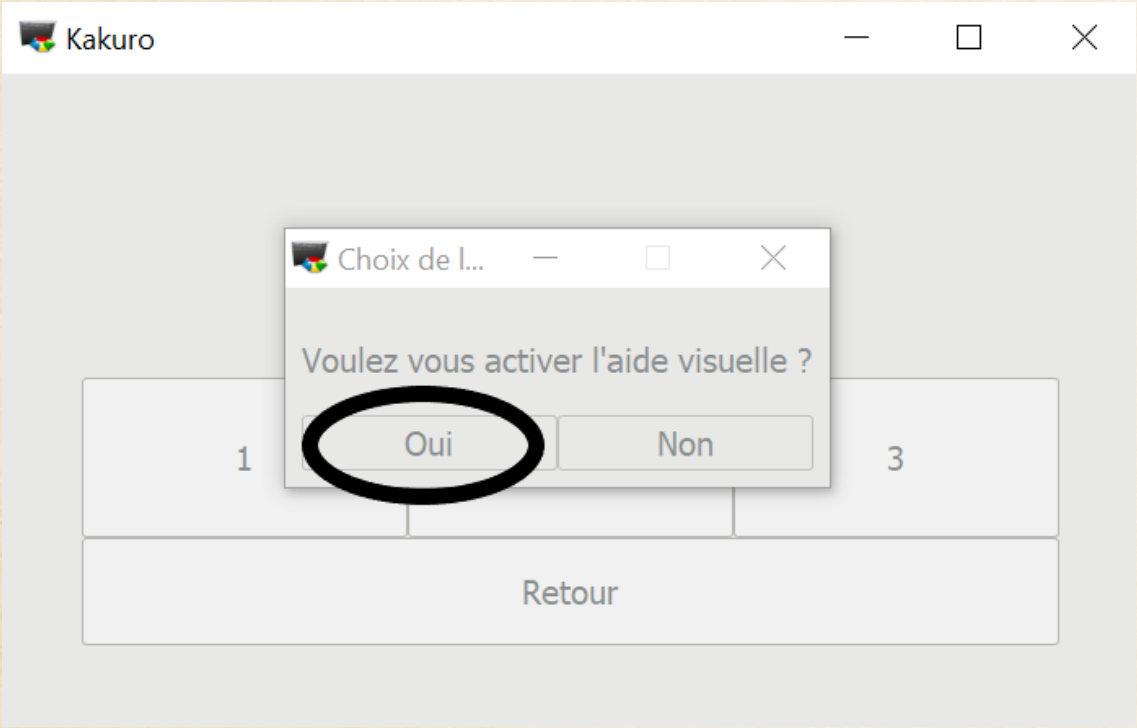 Kakuro
Choix de l...
Voulez vous activer l'aide visuelle ?
Oui Non
1 3
Retour